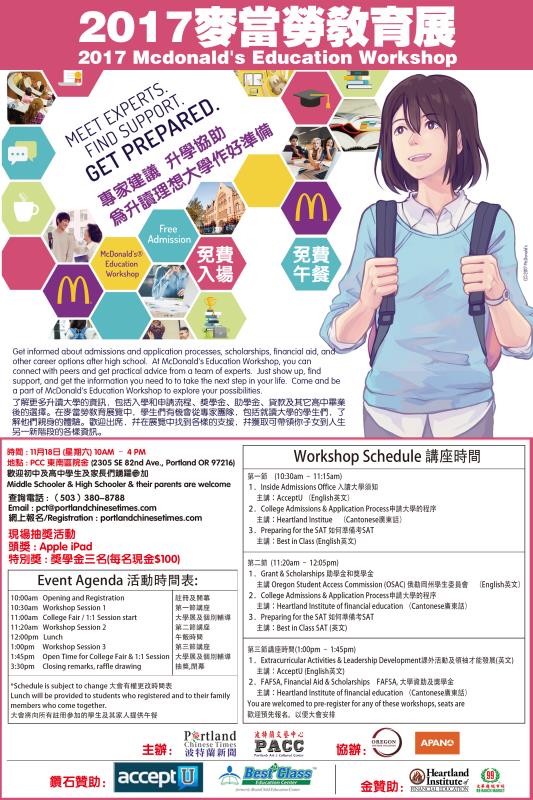 2017麥當勞教育展
2017 Mcdonald's Education Workshop
MEET EXPERTS.
FIND SUPPORT.
GET PREPARED.
專家建議 升學協助
為升讀理想大學作好準備
Free
Admission
McDonald's®
Education
Workshop
免費
入場
免費
午餐
(C) 2017 McDonald's
Get informed about admissions and application processes, scholarships, financial aid, and
other career options after high school. At McDonald's Education Workshop, you can
connect with peers and get practical advice from a team of experts. Just show up, find
support, and get the information you need to to take the next step in your life. Come and be
a part of McDonald's Education Workshop to explore your possibilities.
了解更多升讀大學的資訊，包括入學和申請流程、獎學金、助學金、貸款及其它高中畢業
後的選擇。在麥當勞教育展覽中，學生們有機會從專家團隊，包括就讀大學的學生們，了
解他們親身的體驗。歡迎出席，幷在展覽中找到各樣的支援，幷獲取可帶領你子女到人生
另一新階段的各樣資訊。
時間：11月18日 (星期六) 10AM － 4 PM
地點：PCC 東南區院舍 (2305 SE 82nd Ave., Portland OR 97216)
歡迎初中及高中學生及家長們踴躍參加
Middle Schooler & High Schooler & their parents are welcome
查詢電話：（503）380-8788
Email : pct@portlandchinesetimes.com
網上報名/Registration : portlandchinesetimes.com
現場抽獎活動
頭獎：Apple iPad
特別獎：獎學金三名(每名現金$100)
Event Agenda 活動時間表:
10:00am Opening and Registration 註冊及開幕
10:30am Workshop Session 1 第一節講座
11:00am College Fair / 1:1 Session start 大學展及個別輔導
11:20am Workshop Session 2 第二節講座
12:00pm Lunch 午飯時間
1:00pm Workshop Session 3 第三節講座
1:45pm Open Time for College Fair & 1:1 Session 大學展及個別輔導
3:30pm Closing remarks, raffle drawing 抽獎,閉幕
*Schedule is subject to change 大會有權更改時間表
Lunch will be provided to students who registered and to their family
members who come together.
大會將向所有註冊參加的學生及其家人提供午餐
Workshop Schedule 講座時間
第一節 (10:30am － 11:15am)
1. Inside Admissions Office 入讀大學須知
主講：AcceptU (English英文)
2. College Admissions & Application Process申請大學的程序
主講：Heartland Institue (Cantonese廣東話)
3. Preparing for the SAT 如何準備考SAT
主講：Best in Class (English英文)
第二節 (11:20am － 12:05pm)
1. Grant & Scholarships 助學金和獎學金
主講 Oregon Student Access Commission (OSAC) 俄勒岡州學生委員會 (English英文)
2. College Admissions & Application Process申請大學的程序
主講：Heartland Institute of financial education (Cantonese廣東話)
3. Preparing for the SAT 如何準備考SAT
主講：Best in Class SAT (英文)
第三節講座時間(1:00pm － 1:45pm)
1. Extracurricular Activities & Leadership Development課外活動及領袖才能發展(英文)
主講：AcceptU (English英文)
2. FAFSA, Financial Aid & Scholarships FAFSA, 大學資助及獎學金
主講：Heartland Institute of financial education (Cantonese廣東話)
You are welcomed to pre-register for any of these workshops, seats are
歡迎預先報名，以便大會安排
主辦：
Portland
Chinese Times
波特蘭新聞
波特蘭文藝中心
PACC
Portland Art & Cultural Center
協辦：
OREGON
APANO
鑽石贊助：
acceptU
Best in Class
Education Center
金贊助：
Heartland
Institute of
FINANCIAL EDUCATION
99
99 RANCH MARKET